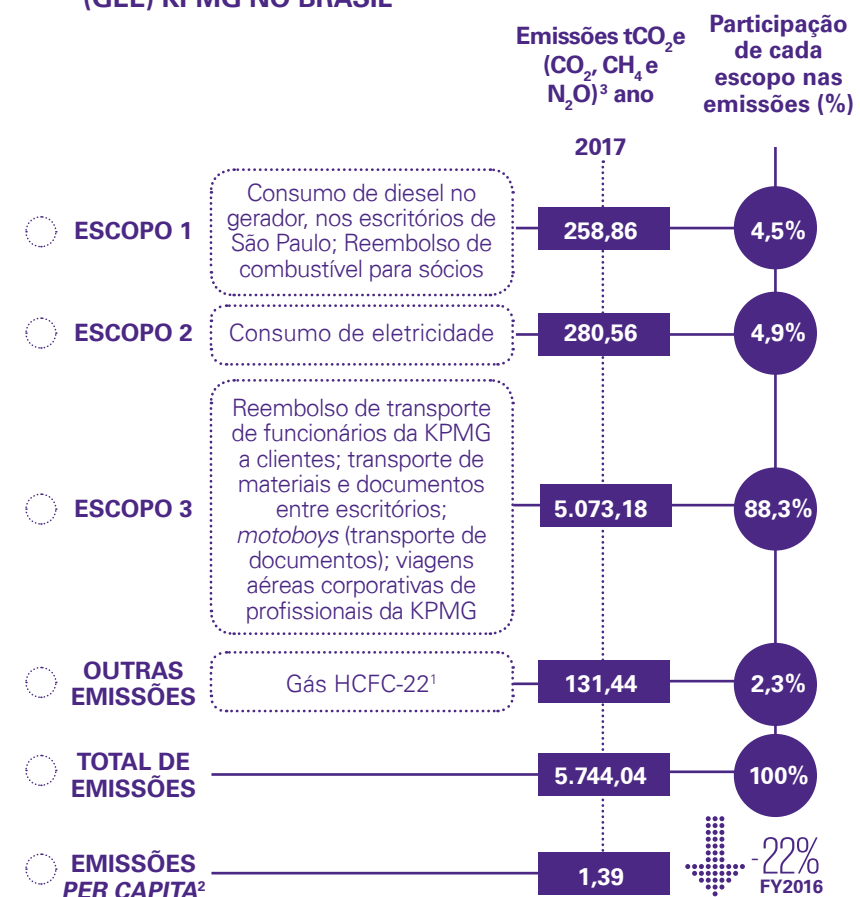 (GEE) KPMG NO BRASIL
Emissões tCO₂e
(CO₂, CH₄ e
N₂O)³ ano
Participação
de cada
escopo nas
emissões (%)
2017
ESCOPO 1
Consumo de diesel no
gerador, nos escritórios de
São Paulo; Reembolso de
combustível para sócios
258,86
4,5%
ESCOPO 2
Consumo de eletricidade
280,56
4,9%
ESCOPO 3
Reembolso de transporte
de funcionários da KPMG
a clientes; transporte de
materiais e documentos
entre escritórios;
motoboys (transporte de
documentos); viagens
aéreas corporativas de
profissionais da KPMG
5.073,18
88,3%
OUTRAS
EMISSÕES
Gás HCFC-22¹
131,44
2,3%
TOTAL DE
EMISSÕES
5.744,04
100%
EMISSÕES
PER CAPITA²
1,39
-22%
FY2016